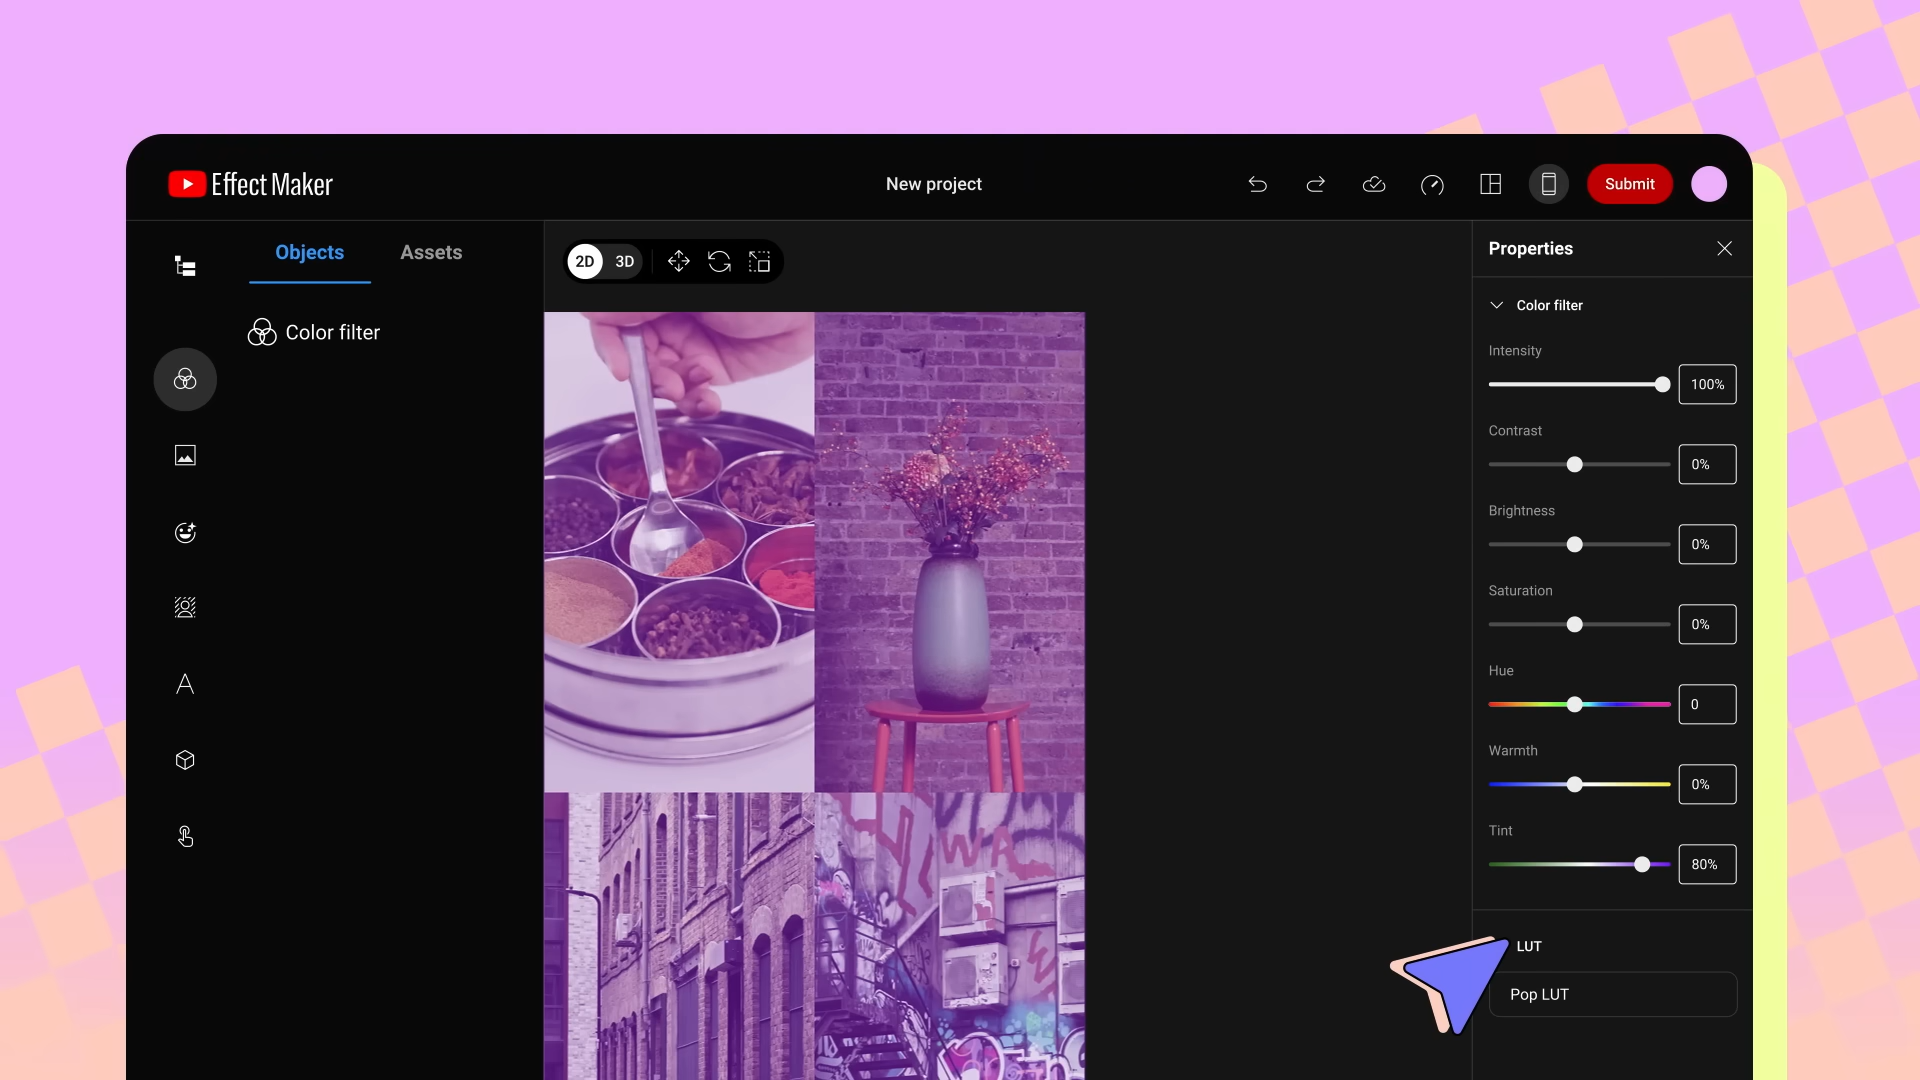 Effect Maker
New project
Submit
Objects
Assets
Color filter
2D
3D
WA
Properties
Color filter
Intensity
100%
Contrast
0%
Brightness
0%
Saturation
0%
Hue
0
Warmth
0%
Tint
80%
LUT
Pop LUT